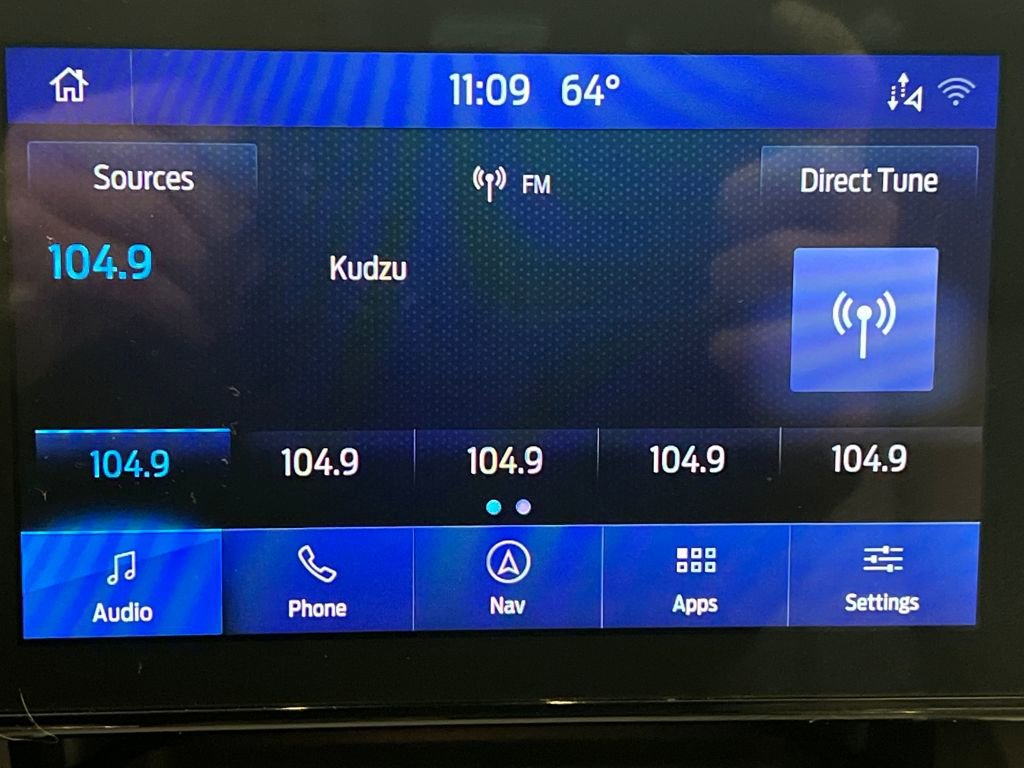 11:09 64°
Sources FM Direct Tune
104.9 Kudzu
104.9 104.9 104.9 104.9 104.9
Audio Phone Nav Apps Settings